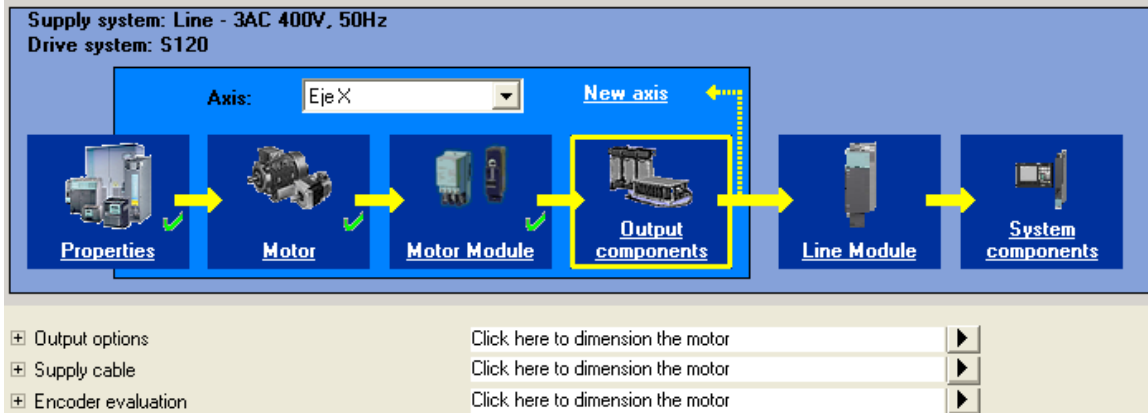 Supply system: Line - 3AC 400V, 50Hz
Drive system: S120
Axis: Eje X New axis
Properties Motor Motor Module Output components Line Module System components
Output options Click here to dimension the motor
Supply cable Click here to dimension the motor
Encoder evaluation Click here to dimension the motor